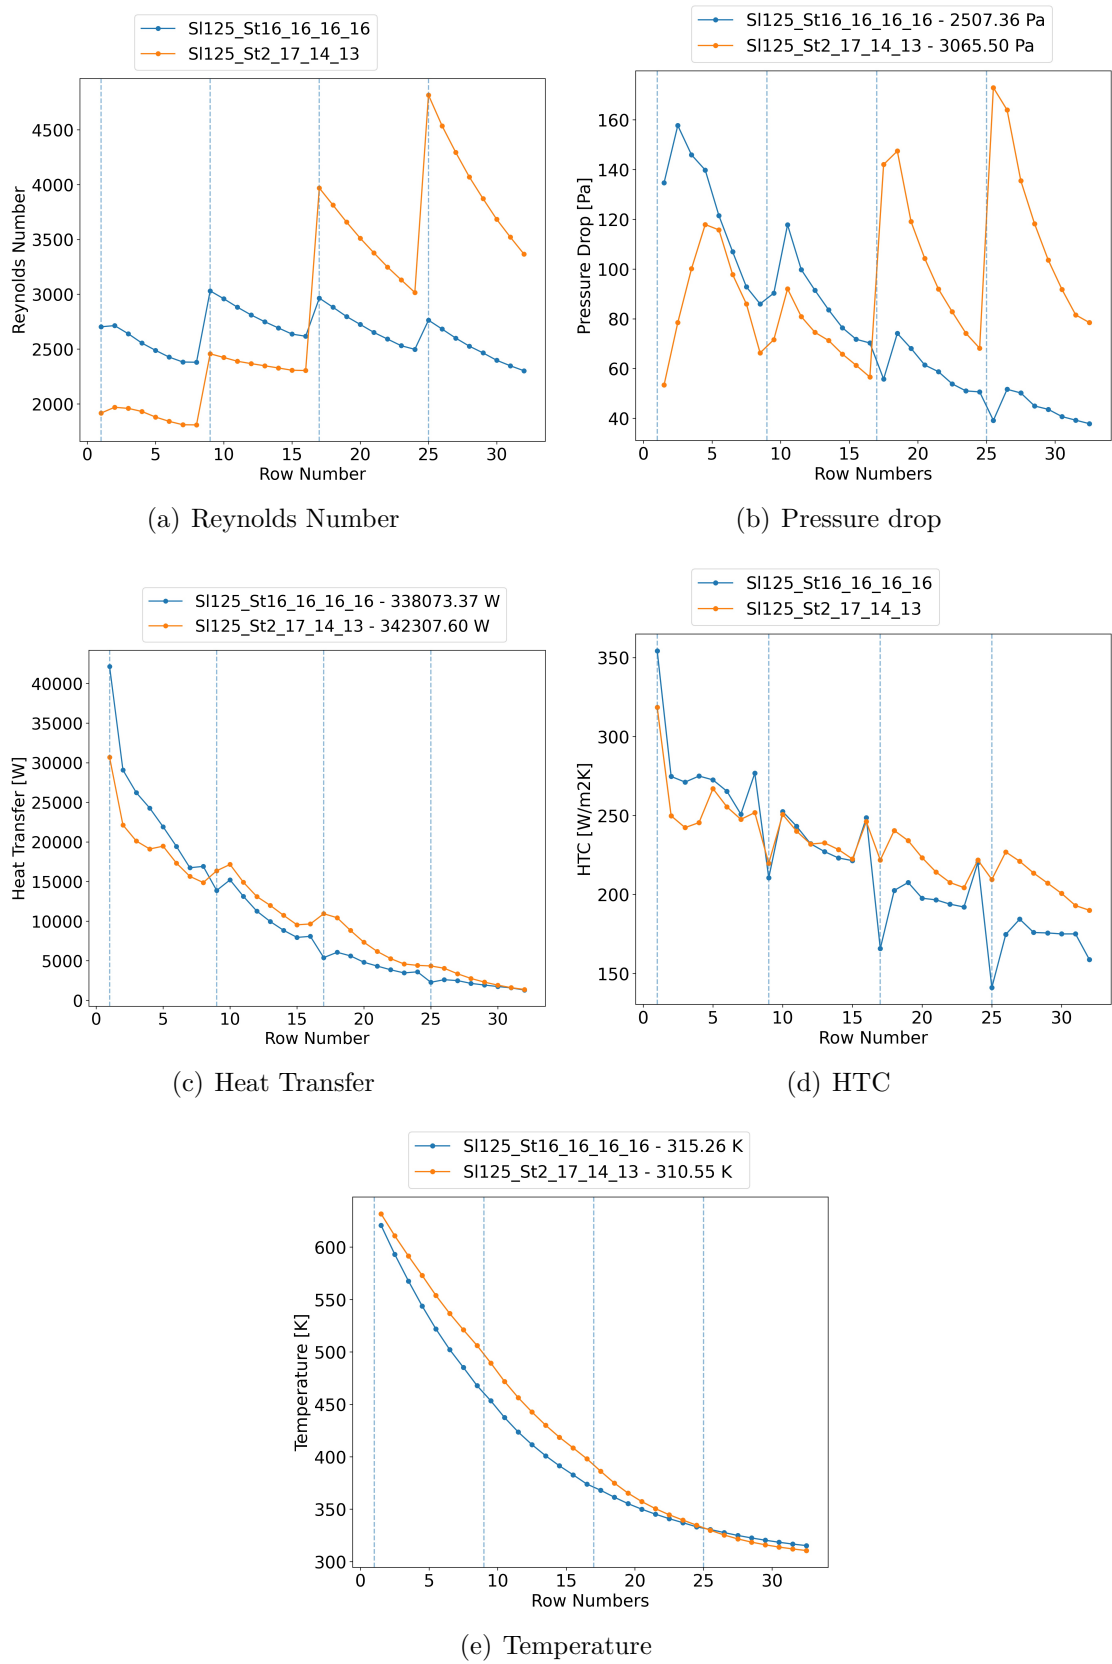 Sl125_St16_16_16_16
Sl125_St2_17_14_13
Reynolds Number
4500
4000
3500
3000
2500
2000
0 5 10 15 20 25 30
Row Number
(a) Reynolds Number
Sl125_St16_16_16_16 - 2507.36 Pa
Sl125_St2_17_14_13 - 3065.50 Pa
Pressure Drop [Pa]
160
140
120
100
80
60
40
0 5 10 15 20 25 30
Row Numbers
(b) Pressure drop
Sl125_St16_16_16_16 - 338073.37 W
Sl125_St2_17_14_13 - 342307.60 W
Heat Transfer [W]
40000
35000
30000
25000
20000
15000
10000
5000
0
0 5 10 15 20 25 30
Row Number
(c) Heat Transfer
Sl125_St16_16_16_16
Sl125_St2_17_14_13
HTC [W/m2K]
350
300
250
200
150
0 5 10 15 20 25 30
Row Number
(d) HTC
Sl125_St16_16_16_16 - 315.26 K
Sl125_St2_17_14_13 - 310.55 K
Temperature [K]
600
550
500
450
400
350
300
0 5 10 15 20 25 30
Row Numbers
(e) Temperature